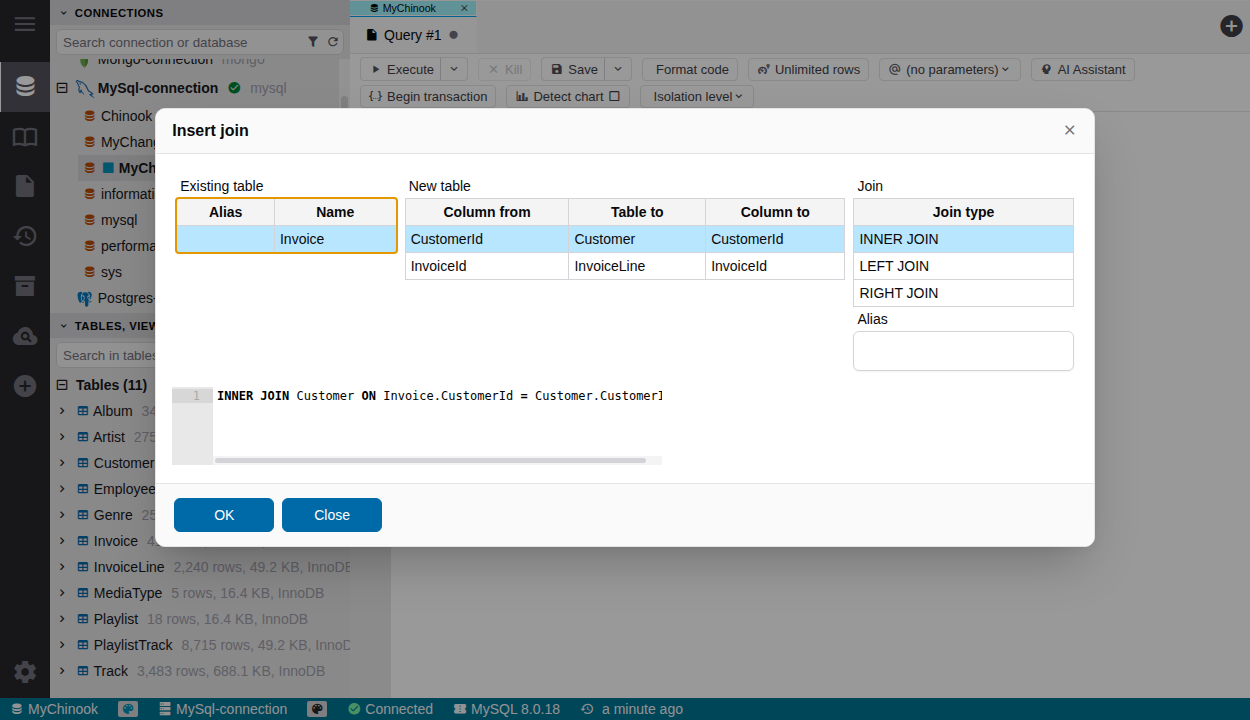 CONNECTIONS
MyChinook
Search connection or database
Query #1
Mongo-connection mongo
MySql-connection mysql
Execute
Kill
Save
Format code
Unlimited rows
(no parameters)
AI Assistant
Begin transaction
Detect chart
Isolation level
Chinook
MyChang
MyCh
informati
mysql
performa
sys
Postgres-
TABLES, VIEW
Search in tables
Tables (11)
Album 34
Artist 275
Customer
Employee
Genre 25
Invoice 4
InvoiceLine 2,240 rows, 49.2 KB, InnoDB
MediaType 5 rows, 16.4 KB, InnoDB
Playlist 18 rows, 16.4 KB, InnoDB
PlaylistTrack 8,715 rows, 49.2 KB, InnoD
Track 3,483 rows, 688.1 KB, InnoDB
Insert join
Existing table
Alias Name
Invoice
New table
Column from Table to Column to
CustomerId Customer CustomerId
InvoiceId InvoiceLine InvoiceId
Join
Join type
INNER JOIN
LEFT JOIN
RIGHT JOIN
Alias
1 INNER JOIN Customer ON Invoice.CustomerId = Customer.CustomerI
OK
Close
MyChinook
MySql-connection
Connected
MySQL 8.0.18
a minute ago